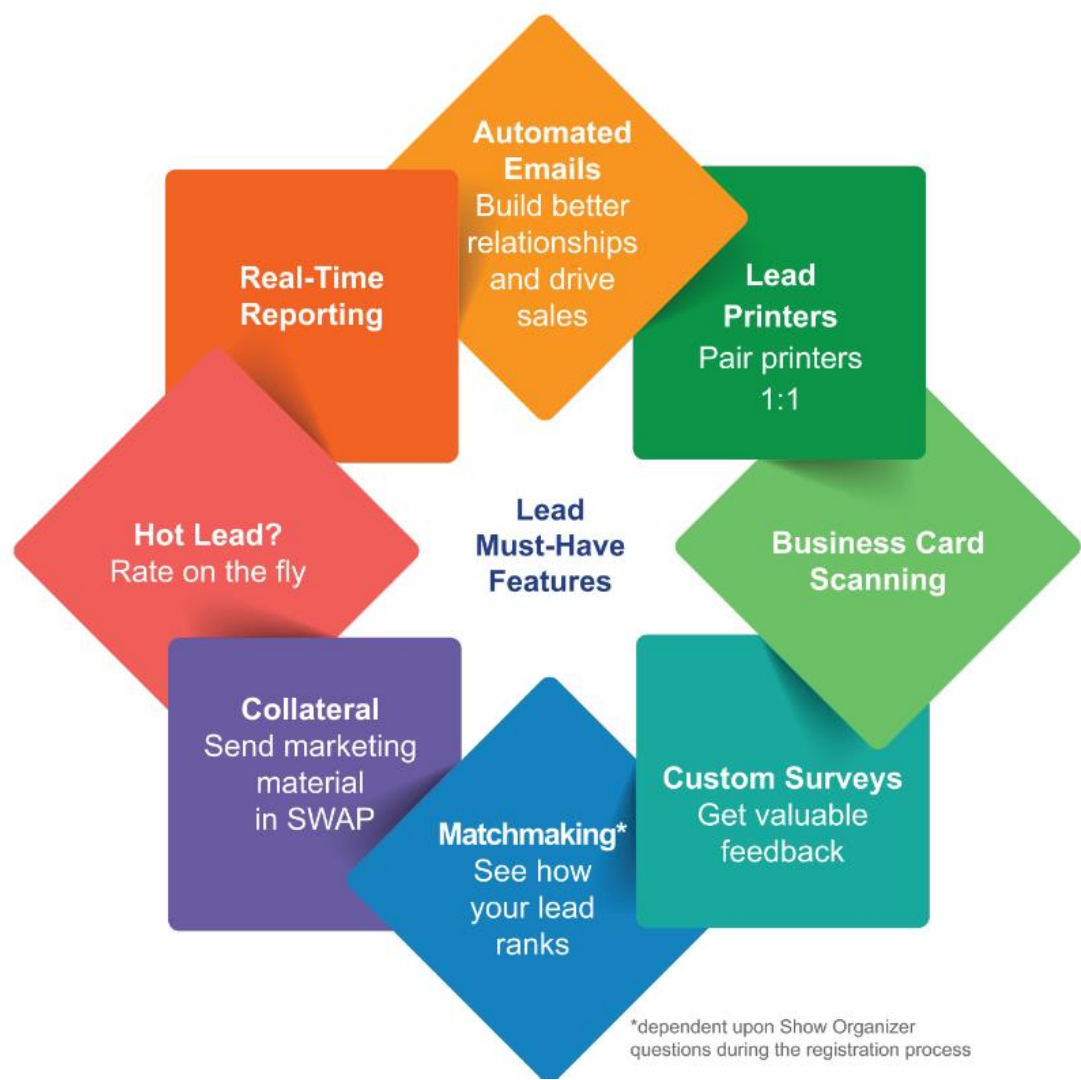 Automated
Emails
Build better
relationships
and drive
sales
Lead
Printers
Pair printers
1:1
Business Card
Scanning
Custom Surveys
Get valuable
feedback
Matchmaking*
See how
your lead
ranks
Collateral
Send marketing
material
in SWAP
Hot Lead?
Rate on the fly
Real-Time
Reporting
Lead
Must-Have
Features
*dependent upon Show Organizer
questions during the registration process